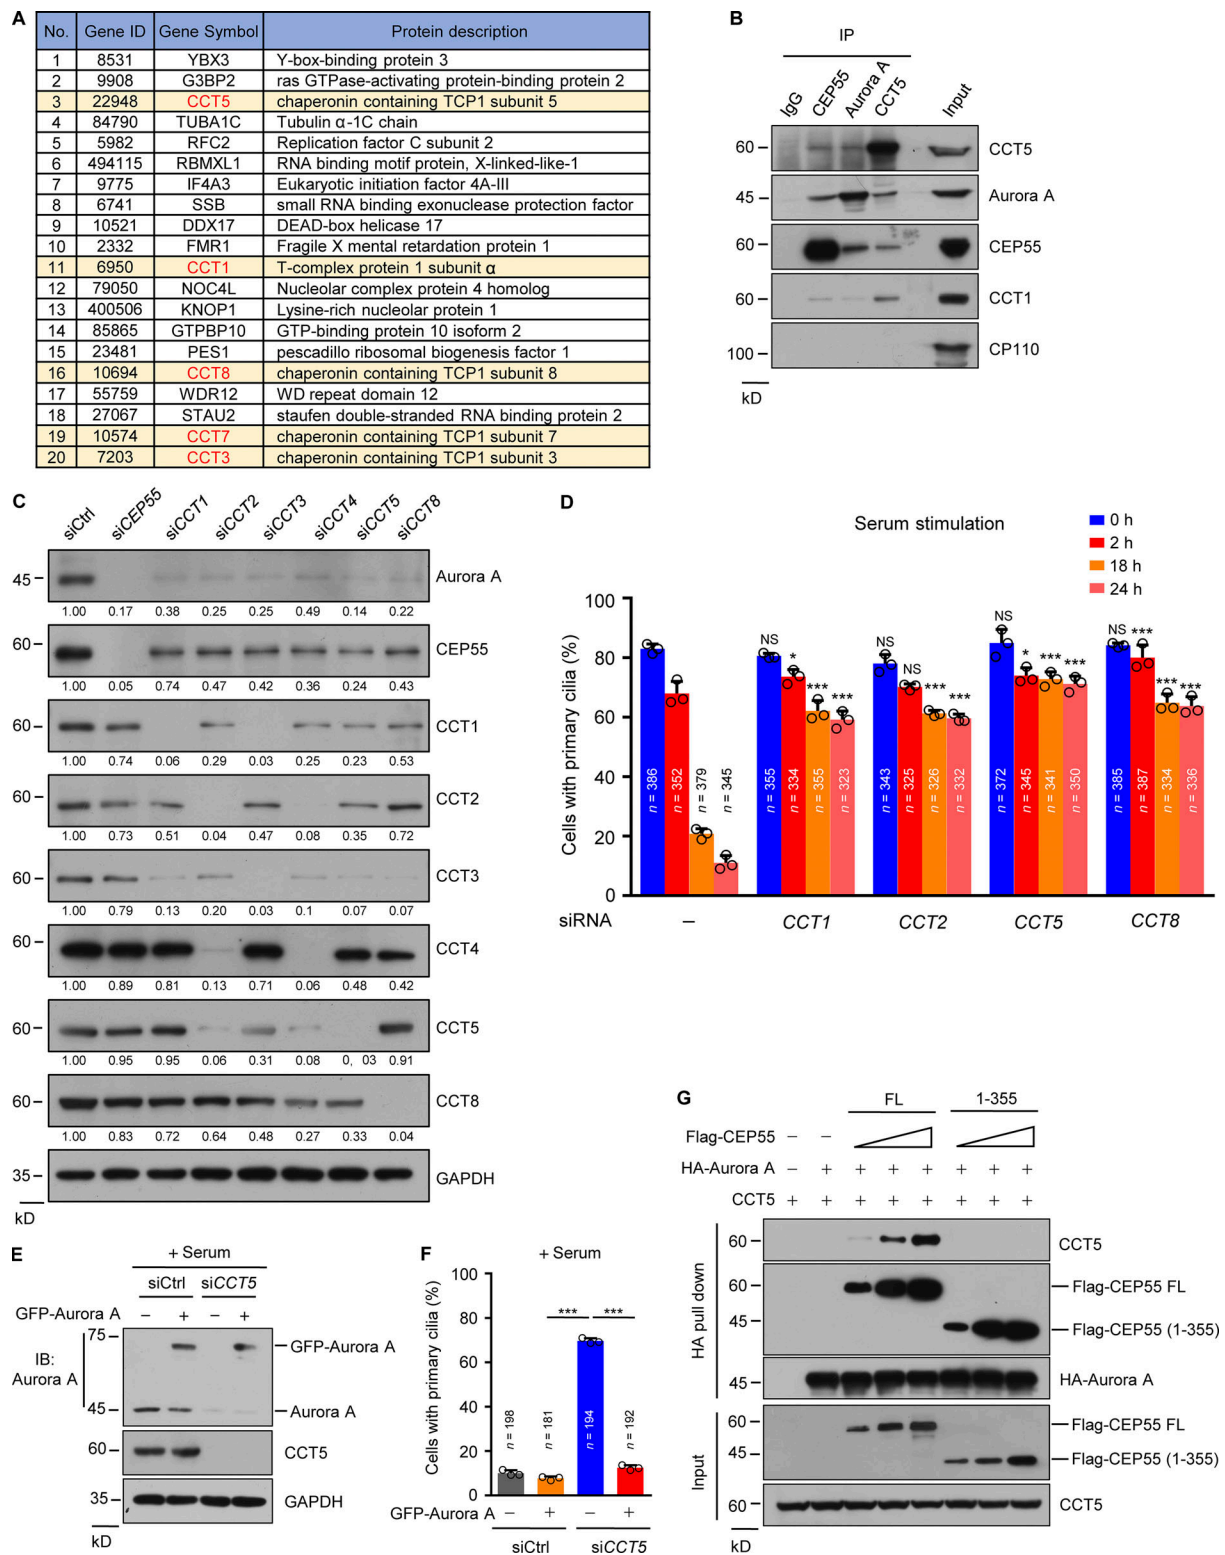 A
No. Gene ID Gene Symbol Protein description
1 8531 YBX3 Y-box-binding protein 3
2 9908 G3BP2 ras GTPase-activating protein-binding protein 2
3 22948 CCT5 chaperonin containing TCP1 subunit 5
4 84790 TUBA1C Tubulin α-1C chain
5 5982 RFC2 Replication factor C subunit 2
6 494115 RBMXL1 RNA binding motif protein, X-linked-like-1
7 9775 IF4A3 Eukaryotic initiation factor 4A-III
8 6741 SSB small RNA binding exonuclease protection factor
9 10521 DDX17 DEAD-box helicase 17
10 2332 FMR1 Fragile X mental retardation protein 1
11 6950 CCT1 T-complex protein 1 subunit α
12 79050 NOC4L Nucleolar complex protein 4 homolog
13 400506 KNOP1 Lysine-rich nucleolar protein 1
14 85865 GTPBP10 GTP-binding protein 10 isoform 2
15 23481 PES1 pescadillo ribosomal biogenesis factor 1
16 10694 CCT8 chaperonin containing TCP1 subunit 8
17 55759 WDR12 WD repeat domain 12
18 27067 STAU2 staufen double-stranded RNA binding protein 2
19 10574 CCT7 chaperonin containing TCP1 subunit 7
20 7203 CCT3 chaperonin containing TCP1 subunit 3
B
IP
IgG CEP55 Aurora A CCT5 Input
60 CCT5
45 Aurora A
60 CEP55
60 CCT1
100 CP110
kD
C
siCtrl siCEP55 siCCT1 siCCT2 siCCT3 siCCT4 siCCT5 siCCT8
45 Aurora A
1.00 0.17 0.38 0.25 0.25 0.49 0.14 0.22
60 CEP55
1.00 0.05 0.74 0.47 0.42 0.36 0.24 0.43
60 CCT1
1.00 0.74 0.06 0.29 0.03 0.25 0.23 0.53
60 CCT2
1.00 0.73 0.51 0.04 0.47 0.08 0.35 0.72
60 CCT3
1.00 0.79 0.13 0.20 0.03 0.1 0.07 0.07
60 CCT4
1.00 0.89 0.81 0.13 0.71 0.06 0.48 0.42
60 CCT5
1.00 0.95 0.95 0.06 0.31 0.08 0, 03 0.91
60 CCT8
1.00 0.83 0.72 0.64 0.48 0.27 0.33 0.04
35 GAPDH
kD
D
Serum stimulation
0 h
2 h
18 h
24 h
Cells with primary cilia (%)
100
80
60
40
20
0
NS * *** ***
NS NS *** ***
NS * *** ***
NS *** *** ***
n = 386 n = 352 n = 379 n = 345
n = 355 n = 334 n = 355 n = 323
n = 343 n = 325 n = 326 n = 332
n = 372 n = 345 n = 341 n = 350
n = 385 n = 387 n = 334 n = 336
siRNA – CCT1 CCT2 CCT5 CCT8
E
+ Serum
siCtrl siCCT5
GFP-Aurora A – + – +
IB: Aurora A
75
GFP-Aurora A
45 Aurora A
60 CCT5
35 GAPDH
kD
F
+ Serum
Cells with primary cilia (%)
100
80
60
40
20
0
*** ***
n = 198 n = 181 n = 194 n = 192
GFP-Aurora A – + – +
siCtrl siCCT5
G
FL 1-355
Flag-CEP55 – –
HA-Aurora A – + + + + + + +
CCT5 + + + + + + + +
HA pull down
60 CCT5
60 Flag-CEP55 FL
45 Flag-CEP55 (1-355)
45 HA-Aurora A
Input
60 Flag-CEP55 FL
45 Flag-CEP55 (1-355)
60 CCT5
kD